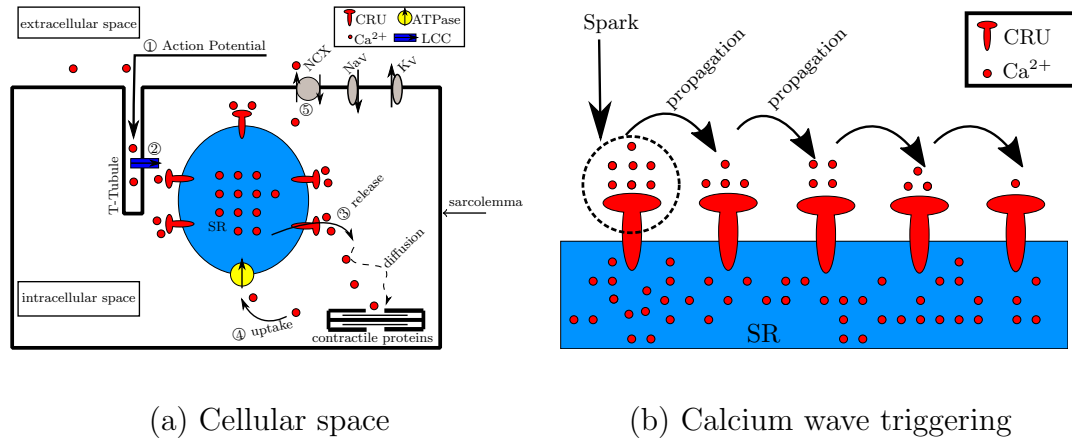 extracellular space
① Action Potential
CRU
ATPase
Ca²⁺
LCC
NCX
NaV
KV
⑤
②
T-Tubule
SR
③ release
diffusion
sarcolemma
intracellular space
④ uptake
contractile proteins
(a) Cellular space
Spark
propagation
propagation
CRU
Ca²⁺
SR
(b) Calcium wave triggering